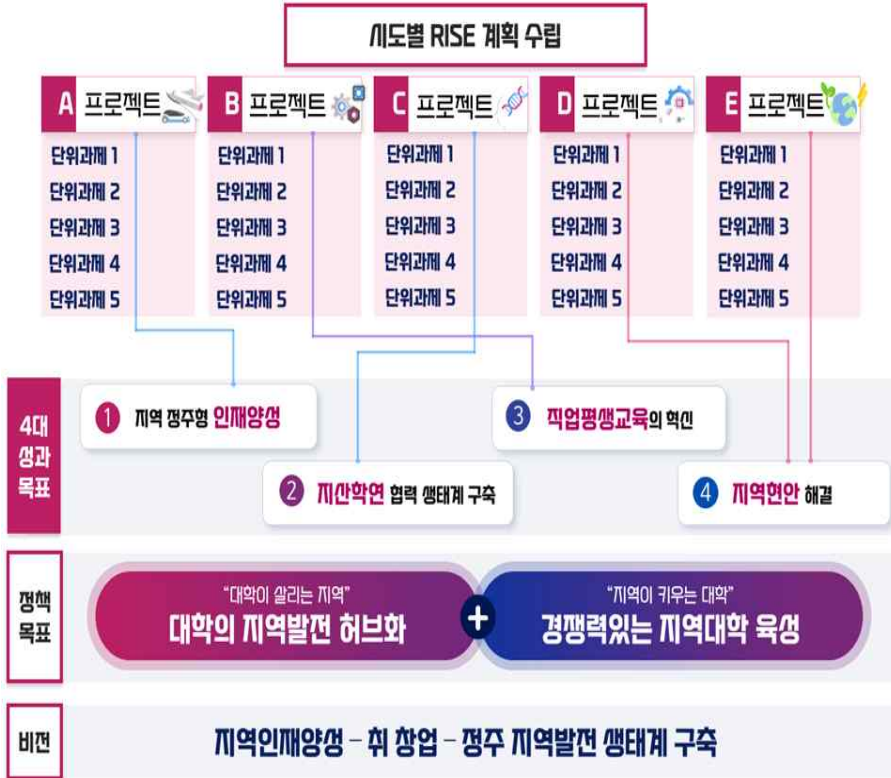 시도별 RISE 계획 수립
A 프로젝트
B 프로젝트
C 프로젝트
D 프로젝트
E 프로젝트
단위과제 1
단위과제 2
단위과제 3
단위과제 4
단위과제 5
단위과제 1
단위과제 2
단위과제 3
단위과제 4
단위과제 5
단위과제 1
단위과제 2
단위과제 3
단위과제 4
단위과제 5
단위과제 1
단위과제 2
단위과제 3
단위과제 4
단위과제 5
단위과제 1
단위과제 2
단위과제 3
단위과제 4
단위과제 5
4대
성과
목표
1 지역 정주형 인재양성
2 지산학연 협력 생태계 구축
3 직업평생교육의 혁신
4 지역현안 해결
정책
목표
“대학이 살리는 지역”
대학의 지역발전 허브화
+
“지역이 키우는 대학”
경쟁력있는 지역대학 육성
비전
지역인재양성 – 취 창업 – 정주 지역발전 생태계 구축